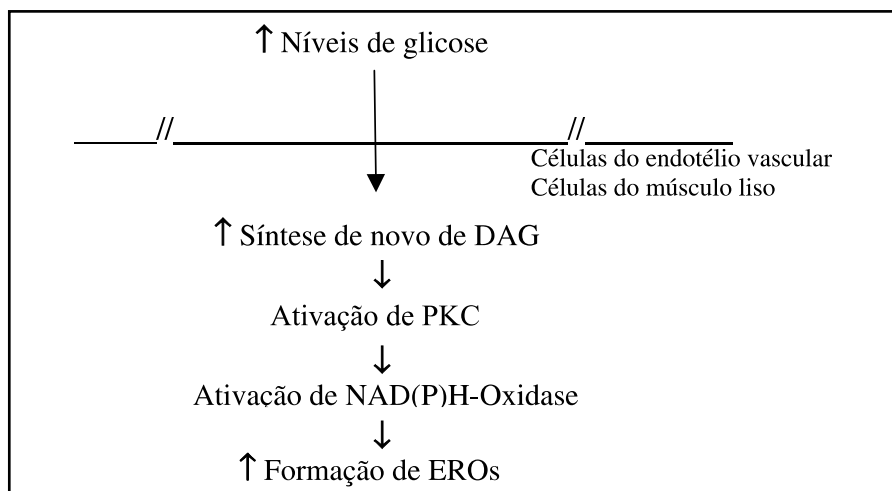 ↑ Níveis de glicose
// //
Células do endotélio vascular
Células do músculo liso
↑ Síntese de novo de DAG
↓
Ativação de PKC
↓
Ativação de NAD(P)H-Oxidase
↓
↑ Formação de EROs